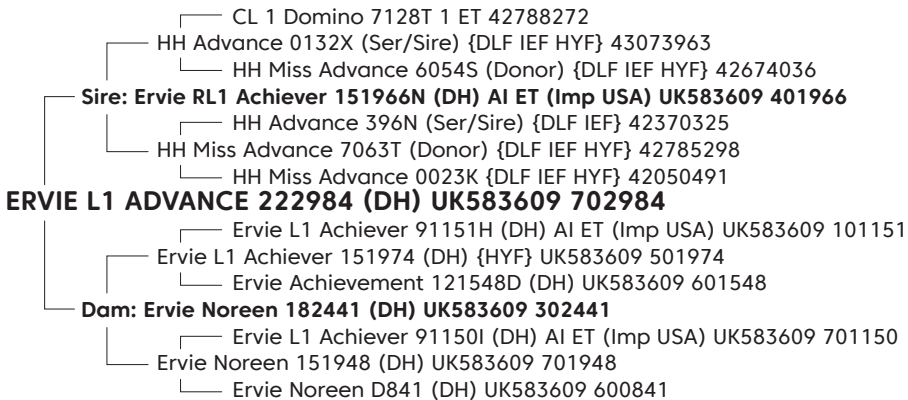 CL 1 Domino 7128T 1 ET 42788272
HH Advance 0132X (Ser/Sire) {DLF IEF HYF} 43073963
HH Miss Advance 6054S (Donor) {DLF IEF HYF} 42674036
Sire: Ervie RL1 Achiever 151966N (DH) AI ET (Imp USA) UK583609 401966
HH Advance 396N (Ser/Sire) {DLF IEF} 42370325
HH Miss Advance 7063T (Donor) {DLF IEF HYF} 42785298
HH Miss Advance 0023K {DLF IEF HYF} 42050491
ERVIE L1 ADVANCE 222984 (DH) UK583609 702984
Ervie L1 Achiever 91151H (DH) AI ET (Imp USA) UK583609 101151
Ervie L1 Achiever 151974 (DH) {HYF} UK583609 501974
Ervie Achievement 121548D (DH) UK583609 601548
Dam: Ervie Noreen 182441 (DH) UK583609 302441
Ervie L1 Achiever 91150I (DH) AI ET (Imp USA) UK583609 701150
Ervie Noreen 151948 (DH) UK583609 701948
Ervie Noreen D841 (DH) UK583609 600841